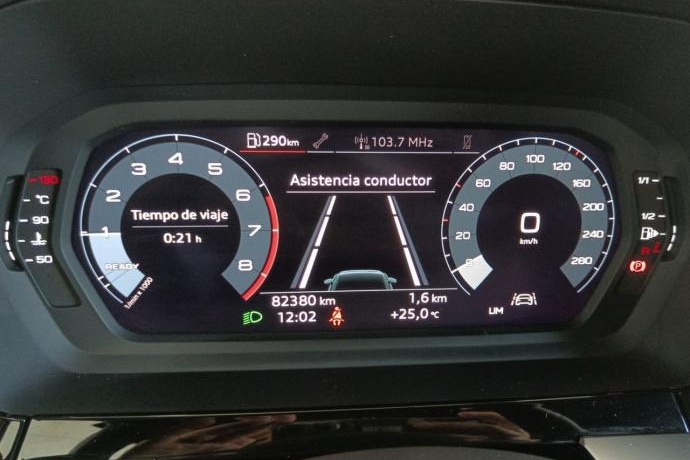 290km
103.7 MHz
Asistencia conductor
Tiempo de viaje
0:21 h
1
2
3
4
5
6
7
8
READY
1/min x 1000
130
°C
90
50
20
40
60
80
100
120
160
200
240
280
0
km/h
1/1
1/2
R
82380 km
1,6 km
12:02
+25,0 °C
LIM